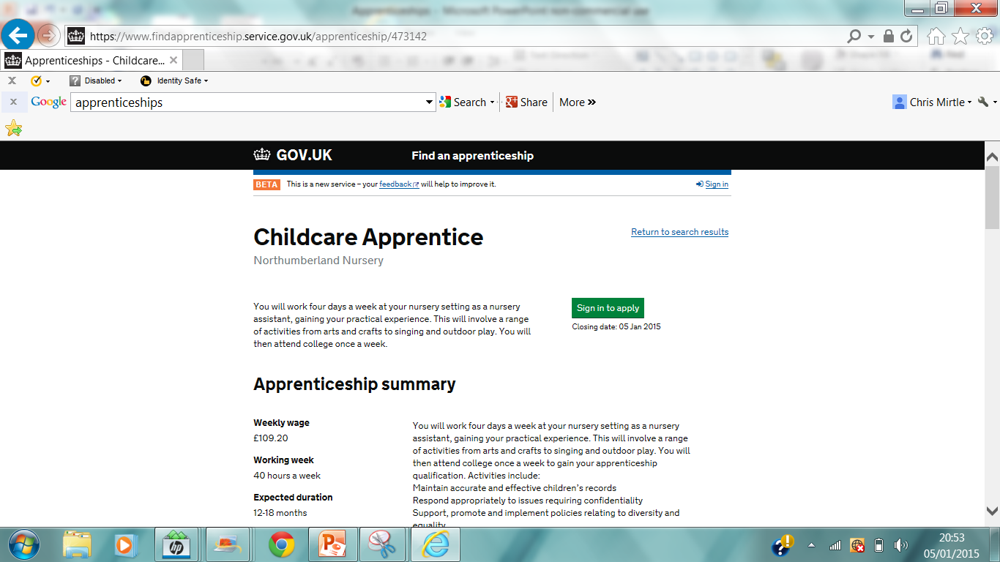 Apprenticeships - Microsoft PowerPoint non-commercial use
https://www.findapprenticeship.service.gov.uk/apprenticeship/473142
Apprenticeships - Childcare...
Disabled Identity Safe
Google apprenticeships Search Share More Chris Mirtle
GOV.UK Find an apprenticeship
BETA This is a new service – your feedback will help to improve it. Sign in
Childcare Apprentice
Return to search results
Northumberland Nursery
You will work four days a week at your nursery setting as a nursery
assistant, gaining your practical experience. This will involve a range
of activities from arts and crafts to singing and outdoor play. You will
then attend college once a week.
Sign in to apply
Closing date: 05 Jan 2015
Apprenticeship summary
Weekly wage
£109.20
Working week
40 hours a week
Expected duration
12-18 months
You will work four days a week at your nursery setting as a nursery
assistant, gaining your practical experience. This will involve a range
of activities from arts and crafts to singing and outdoor play. You will
then attend college once a week to gain your apprenticeship
qualification. Activities include:
Maintain accurate and effective children's records
Respond appropriately to issues requiring confidentiality
Support, promote and implement policies relating to diversity and
equality
hp
20:53
05/01/2015